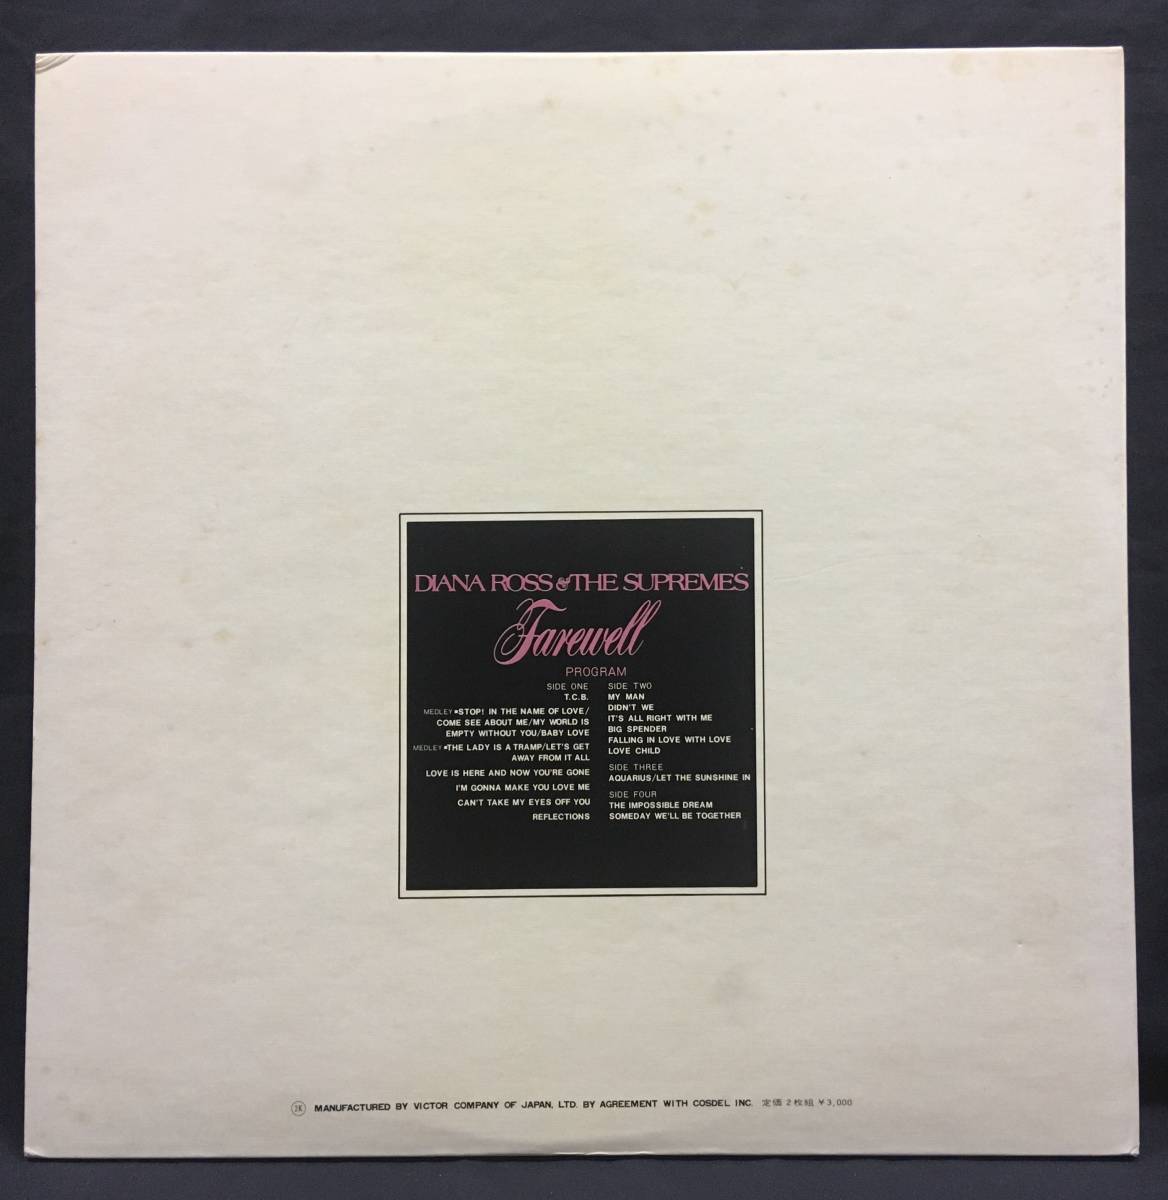 DIANA ROSS & THE SUPREMES
Farewell
PROGRAM
SIDE ONE
T.C.B.
MEDLEY•STOP! IN THE NAME OF LOVE/
COME SEE ABOUT ME/MY WORLD IS
EMPTY WITHOUT YOU/BABY LOVE
MEDLEY•THE LADY IS A TRAMP/LET'S GET
AWAY FROM IT ALL
LOVE IS HERE AND NOW YOU'RE GONE
I'M GONNA MAKE YOU LOVE ME
CAN'T TAKE MY EYES OFF YOU
REFLECTIONS
SIDE TWO
MY MAN
DIDN'T WE
IT'S ALL RIGHT WITH ME
BIG SPENDER
FALLING IN LOVE WITH LOVE
LOVE CHILD
SIDE THREE
AQUARIUS/LET THE SUNSHINE IN
SIDE FOUR
THE IMPOSSIBLE DREAM
SOMEDAY WE'LL BE TOGETHER
MANUFACTURED BY VICTOR COMPANY OF JAPAN, LTD. BY AGREEMENT WITH COSDEL INC. 定価2枚組 ¥3,000